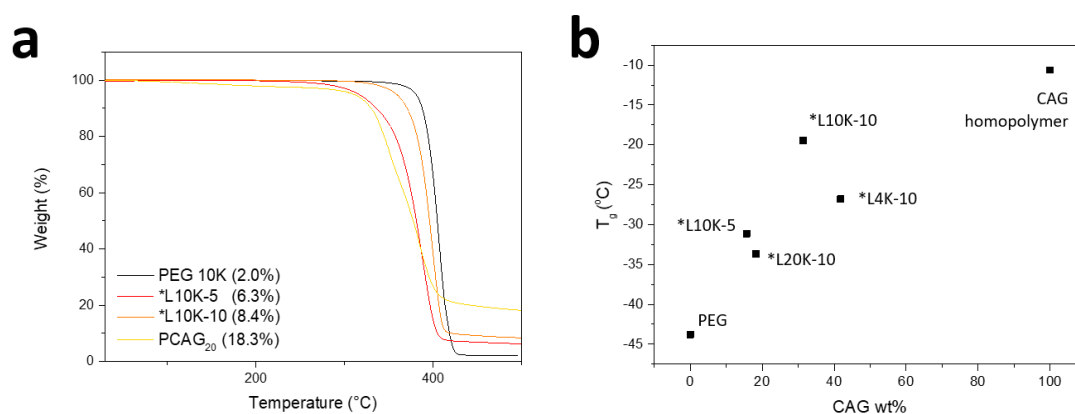 a
100
80
60
40
20
0
Weight (%)
PEG 10K (2.0%)
*L10K-5 (6.3%)
*L10K-10 (8.4%)
PCAG20 (18.3%)
200
400
Temperature (°C)
b
-10
-15
-20
-25
-30
-35
-40
-45
Tg (°C)
CAG
homopolymer
*L10K-10
*L4K-10
*L10K-5
*L20K-10
PEG
0
20
40
60
80
100
CAG wt%